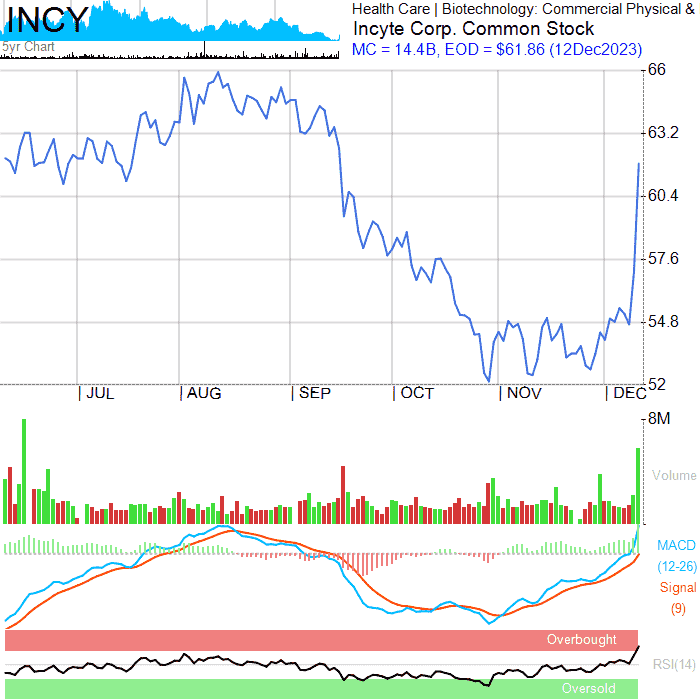 INCY
5yr Chart
Health Care | Biotechnology: Commercial Physical &
Incyte Corp. Common Stock
MC = 14.4B, EOD = $61.86 (12Dec2023)
66
63.2
60.4
57.6
54.8
52
| JUL | AUG | SEP | OCT | NOV | DEC
8M
Volume
MACD
(12-26)
Signal
(9)
Overbought
RSI(14)
Oversold